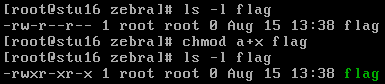 [root@stu16 zebra]# ls -l flag
-rw-r--r-- 1 root root 0 Aug 15 13:38 flag
[root@stu16 zebra]# chmod a+x flag
[root@stu16 zebra]# ls -l flag
-rwxr-xr-x 1 root root 0 Aug 15 13:38 flag